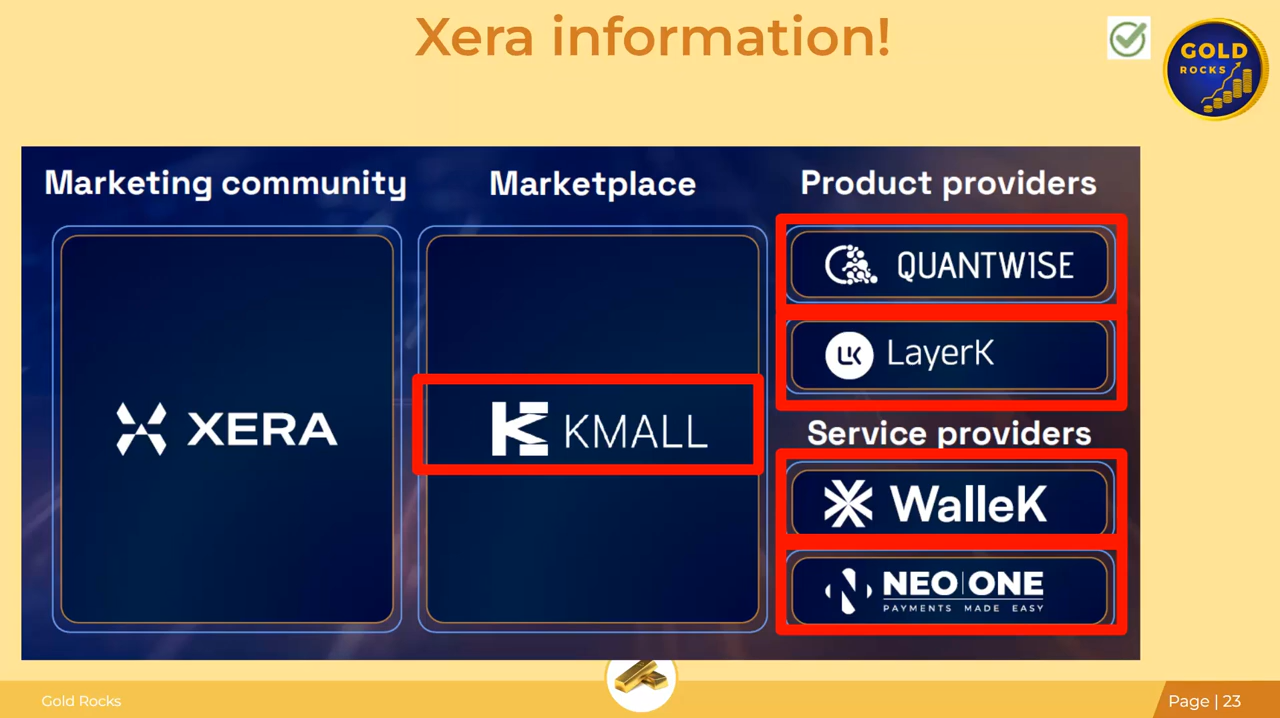 Xera information!
GOLD
ROCKS
Marketing community
Marketplace
Product providers
XERA
KMALL
QUANTWISE
LK LayerK
Service providers
WalleK
NEO|ONE
PAYMENTS MADE EASY
Gold Rocks
Page | 23